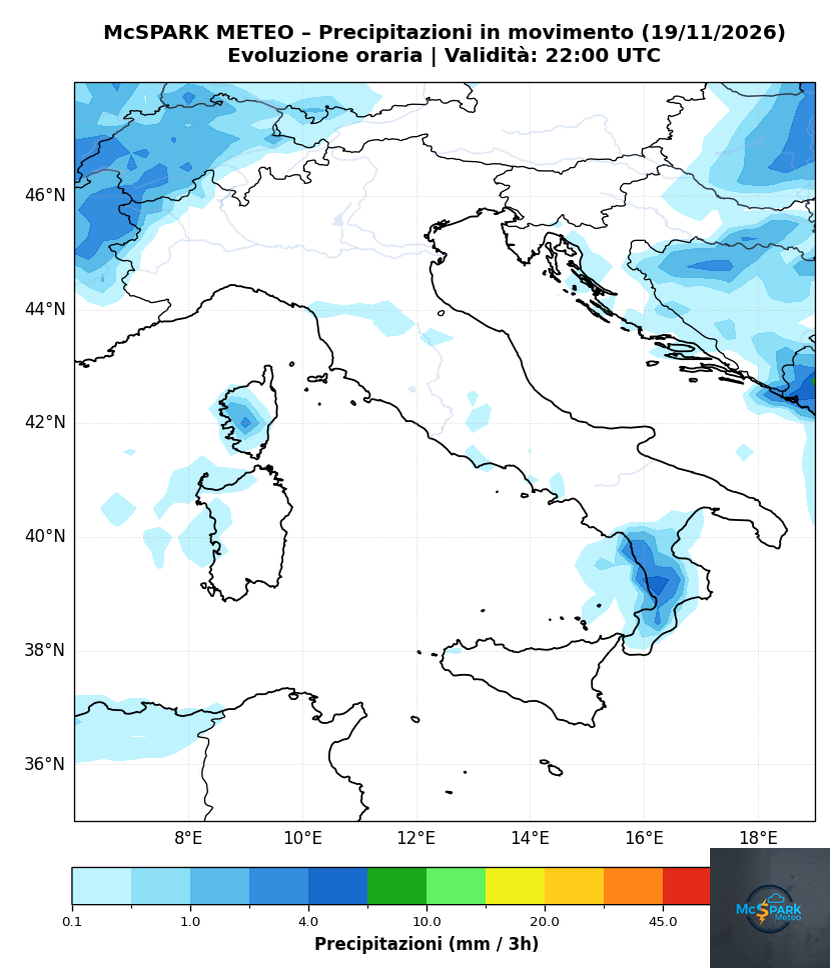 McSPARK METEO – Precipitazioni in movimento (19/11/2026)
Evoluzione oraria | Validità: 22:00 UTC
46°N
44°N
42°N
40°N
38°N
36°N
8°E 10°E 12°E 14°E 16°E 18°E
0.1 1.0 4.0 10.0 20.0 45.0
Precipitazioni (mm / 3h)
McSPARK
Meteo